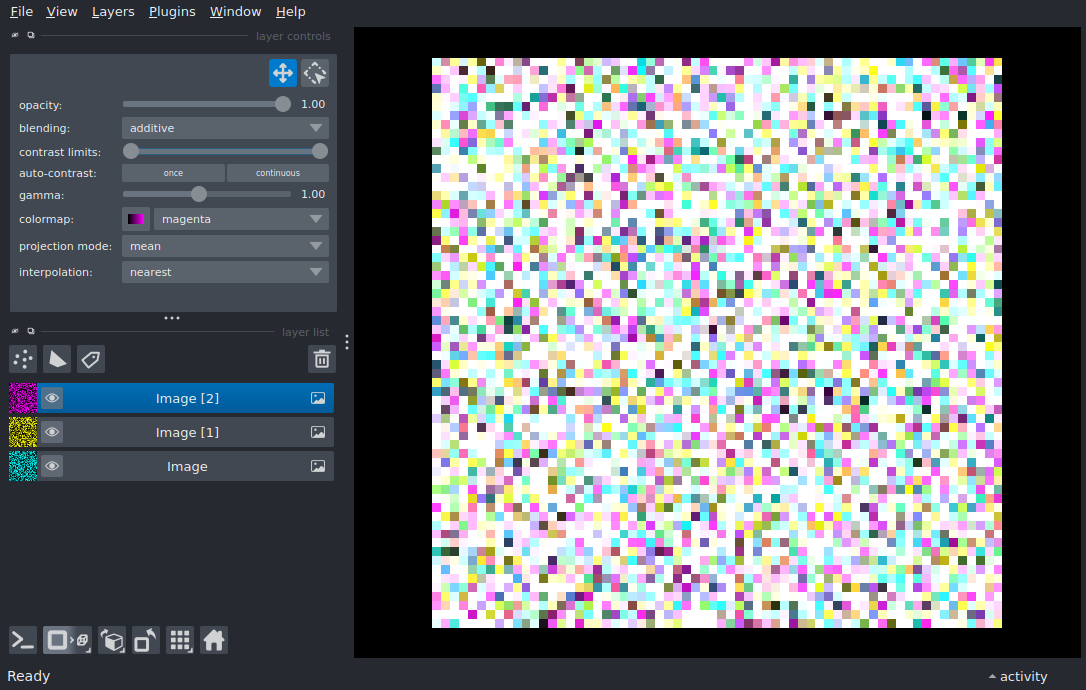 File View Layers Plugins Window Help
layer controls
opacity: 1.00
blending: additive
contrast limits:
auto-contrast: once continuous
gamma: 1.00
colormap: magenta
projection mode: mean
interpolation: nearest
layer list
Image [2]
Image [1]
Image
Ready activity